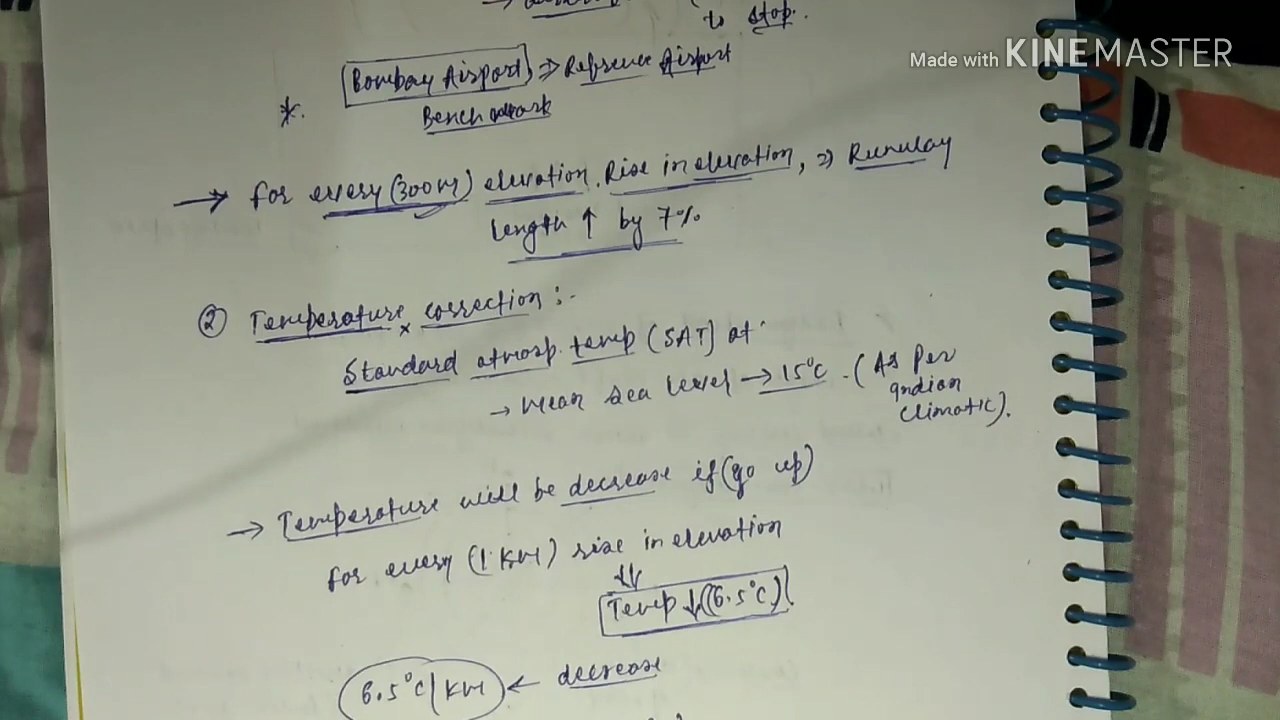 to stop.
Made with KINEMASTER
* Bombay Airport ⇒ Refrence Airport
Bench mark
→ for every (300m) elevation. Rise in elevation, ⇒ Runway
length ↑ by 7%
② Temperature correction :-
Standard atmosp. temp (SAT) at
→ Mean sea level → 15°C. (As Per
Indian
Climatic).
→ Temperature will be decrease if (go up)
for every (1 KM) rise in elevation
Temp ↓ (6.5°C).
6.5°C/KM ← decrease